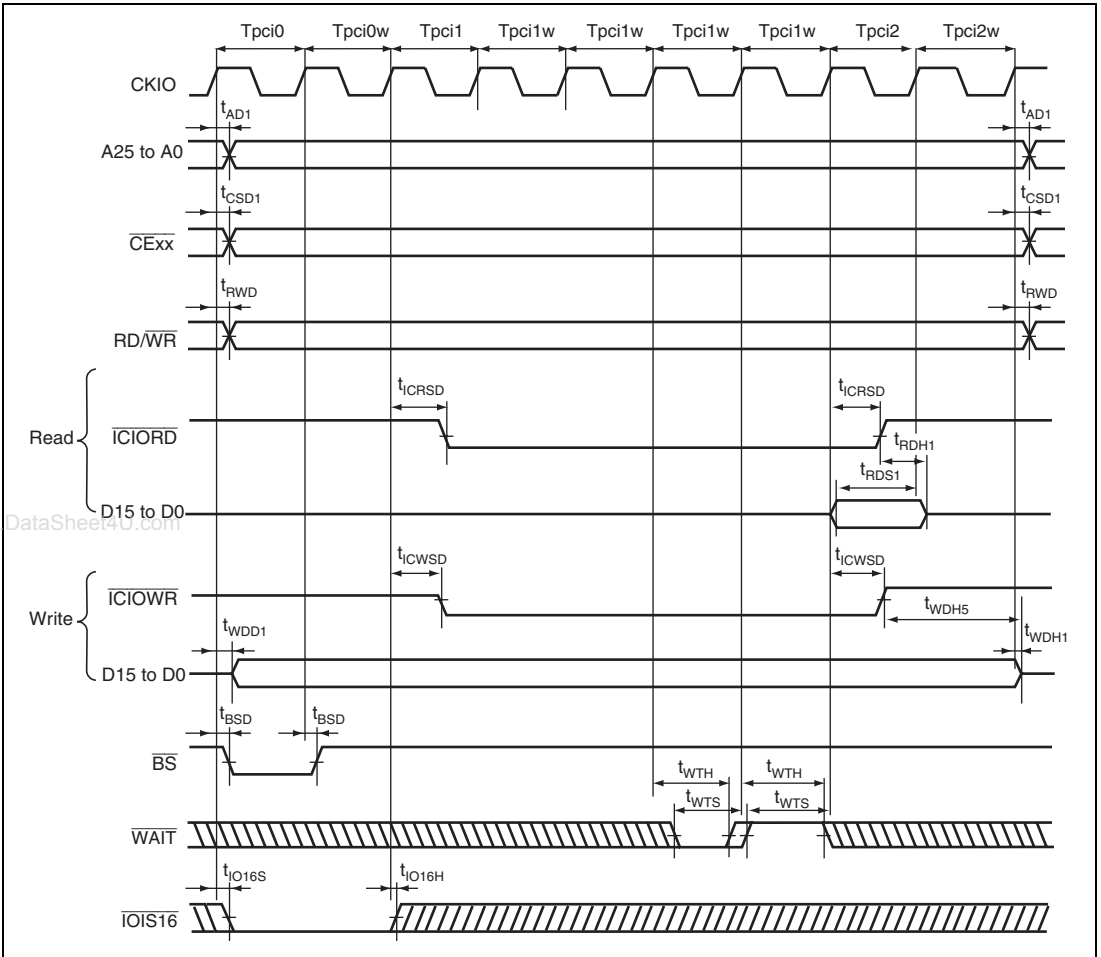 Tpci0 Tpci0w Tpci1 Tpci1w Tpci1w Tpci1w Tpci1w Tpci2 Tpci2w
CKIO
tAD1 tAD1
A25 to A0
tCSD1 tCSD1
CExx
tRWD tRWD
RD/WR
tICRSD tICRSD
Read
ICIORD
tRDH1
tRDS1
D15 to D0
DataSheet4U.com
tICWSD tICWSD
ICIOWR
Write
tWDH5
tWDD1 tWDH1
D15 to D0
tBSD tBSD
BS
tWTH tWTH
tWTS tWTS
WAIT
tIO16S tIO16H
IOIS16